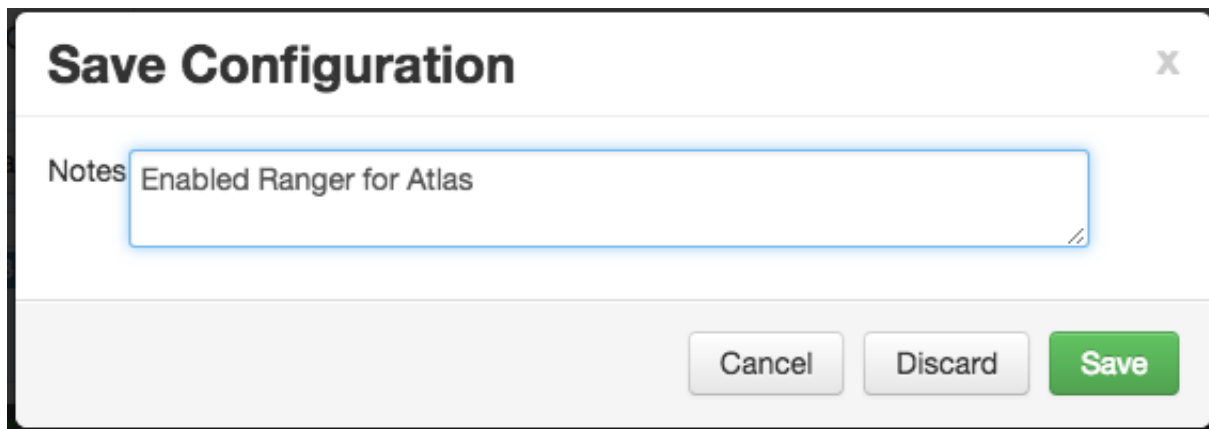 Save Configuration x
Notes Enabled Ranger for Atlas
Cancel Discard Save